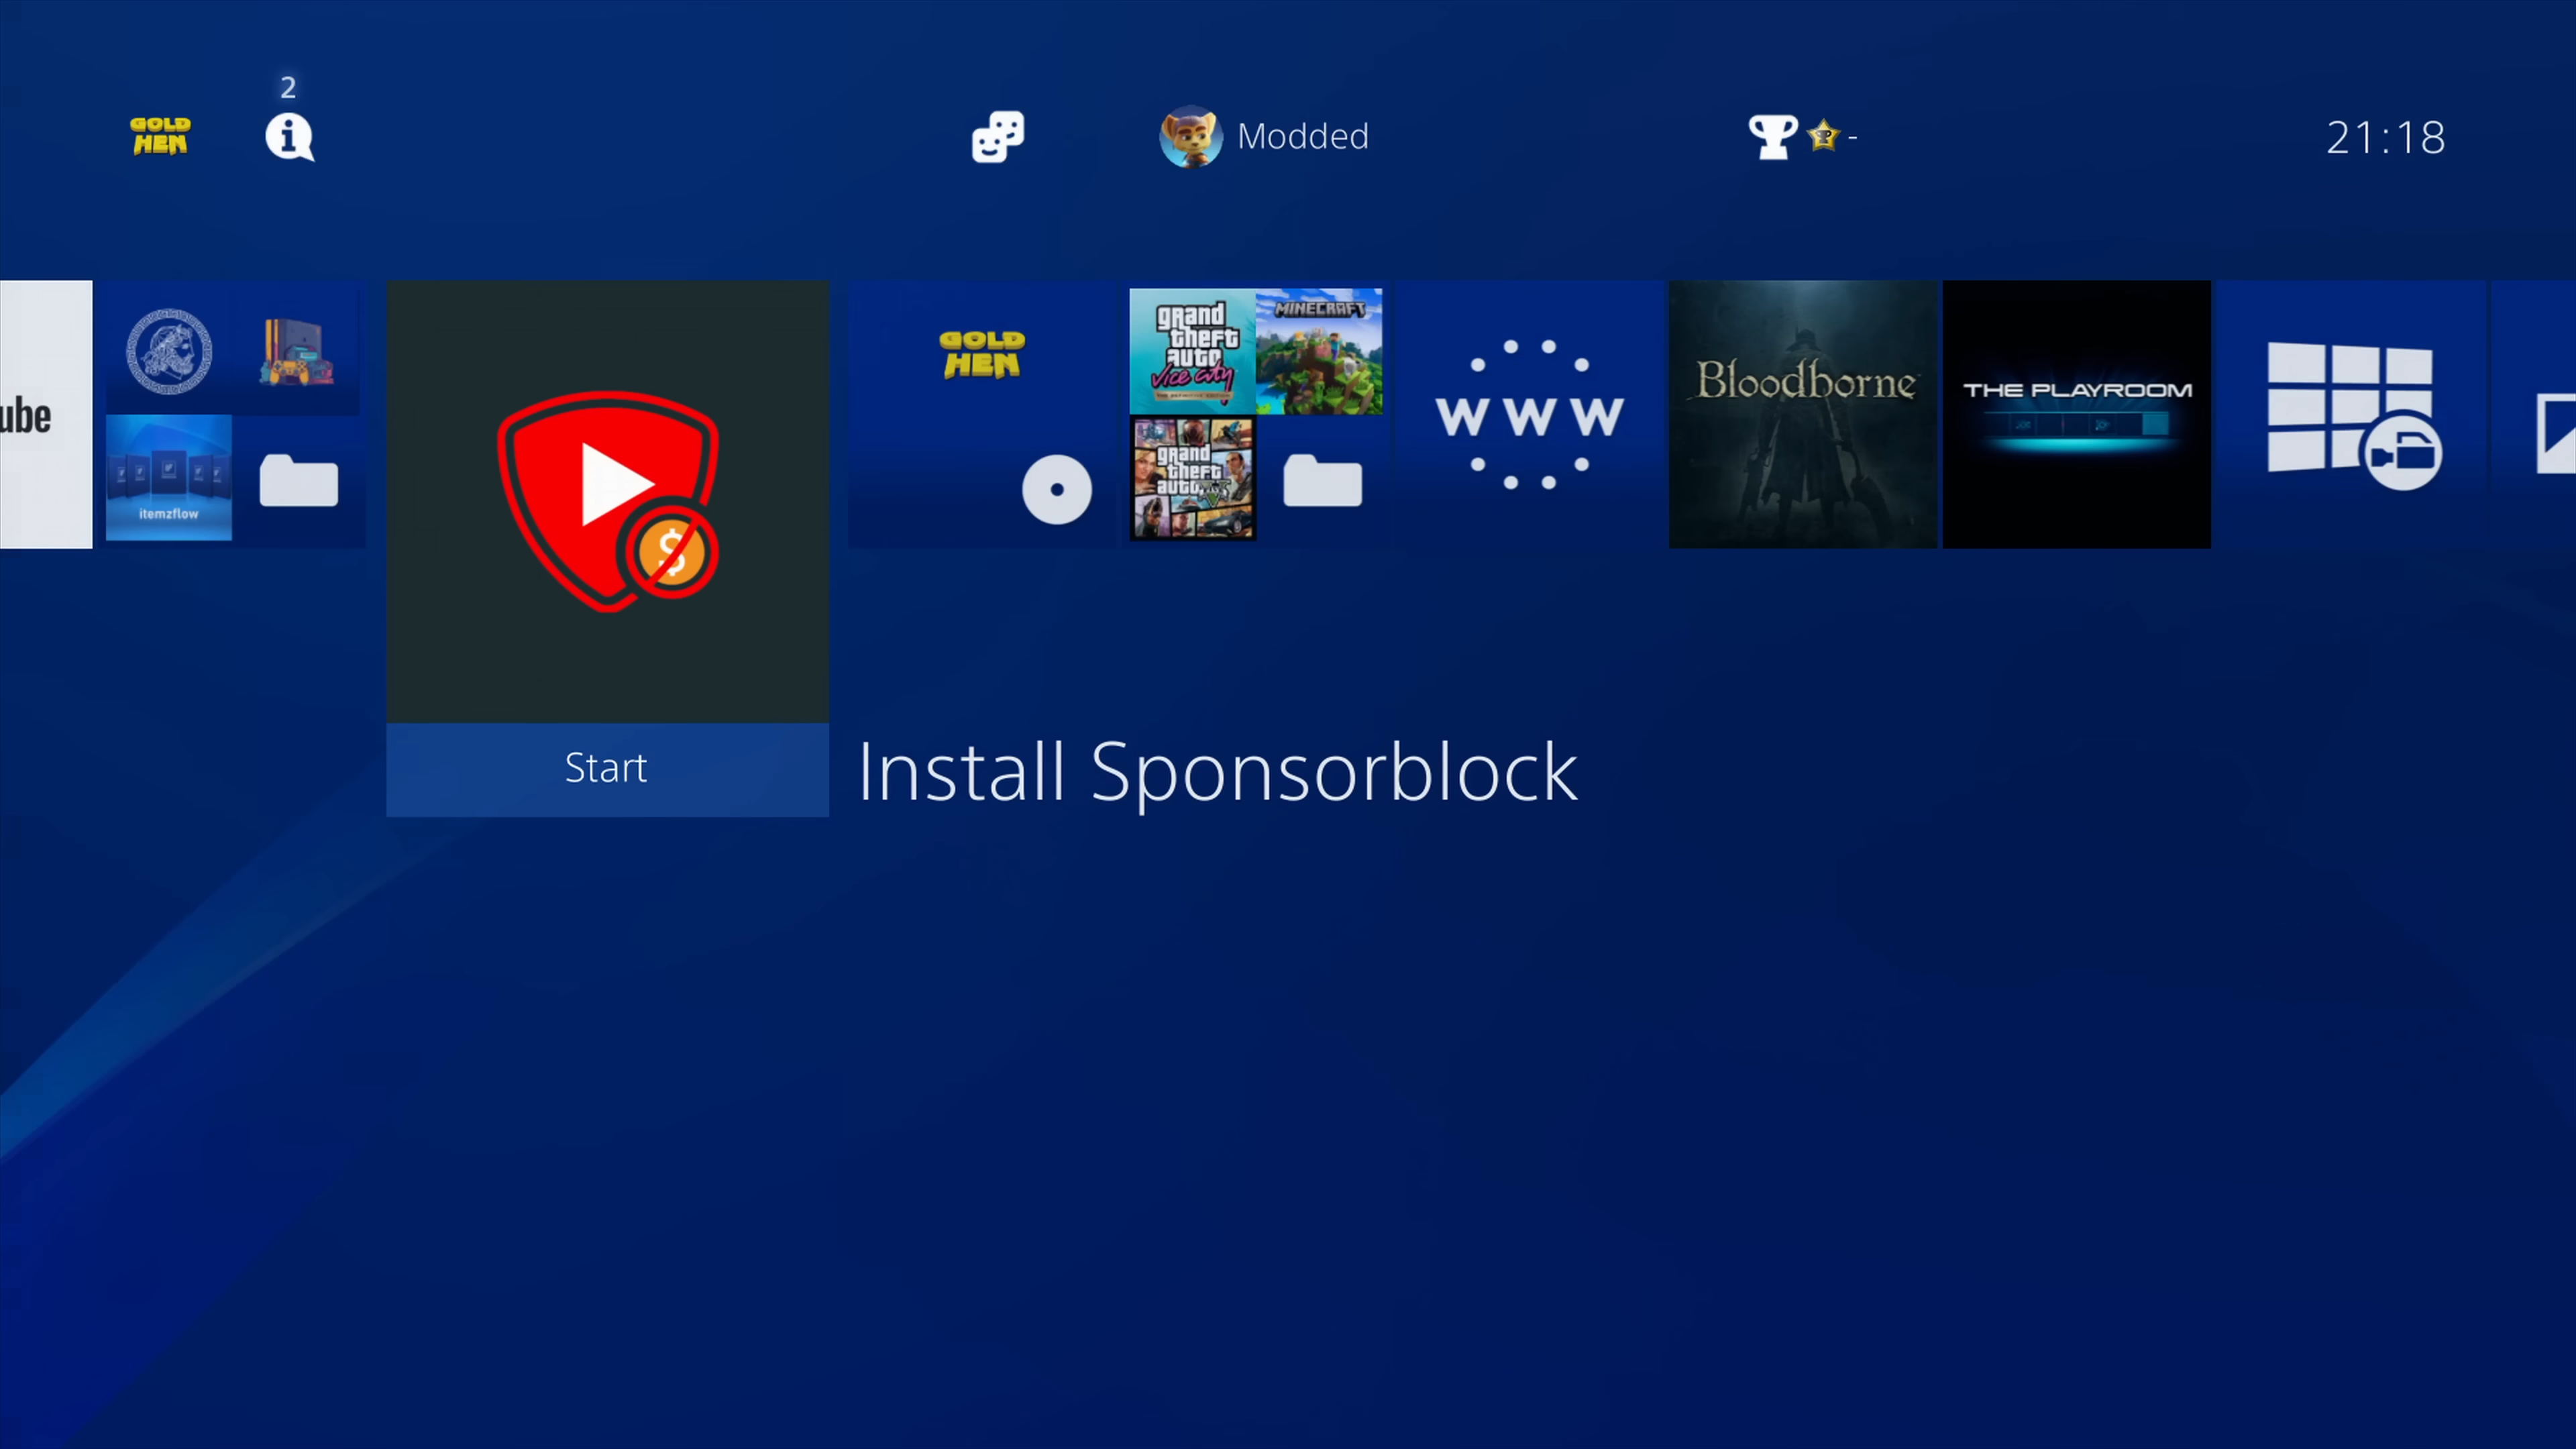 2
GOLD
HEN
Modded
-
21:18
ube
itemzflow
$
GOLD
HEN
grand
theft
auto
Vice City
MINECRAFT
grand
theft
auto
V
WWW
Bloodborne
THE PLAYROOM
Start
Install Sponsorblock